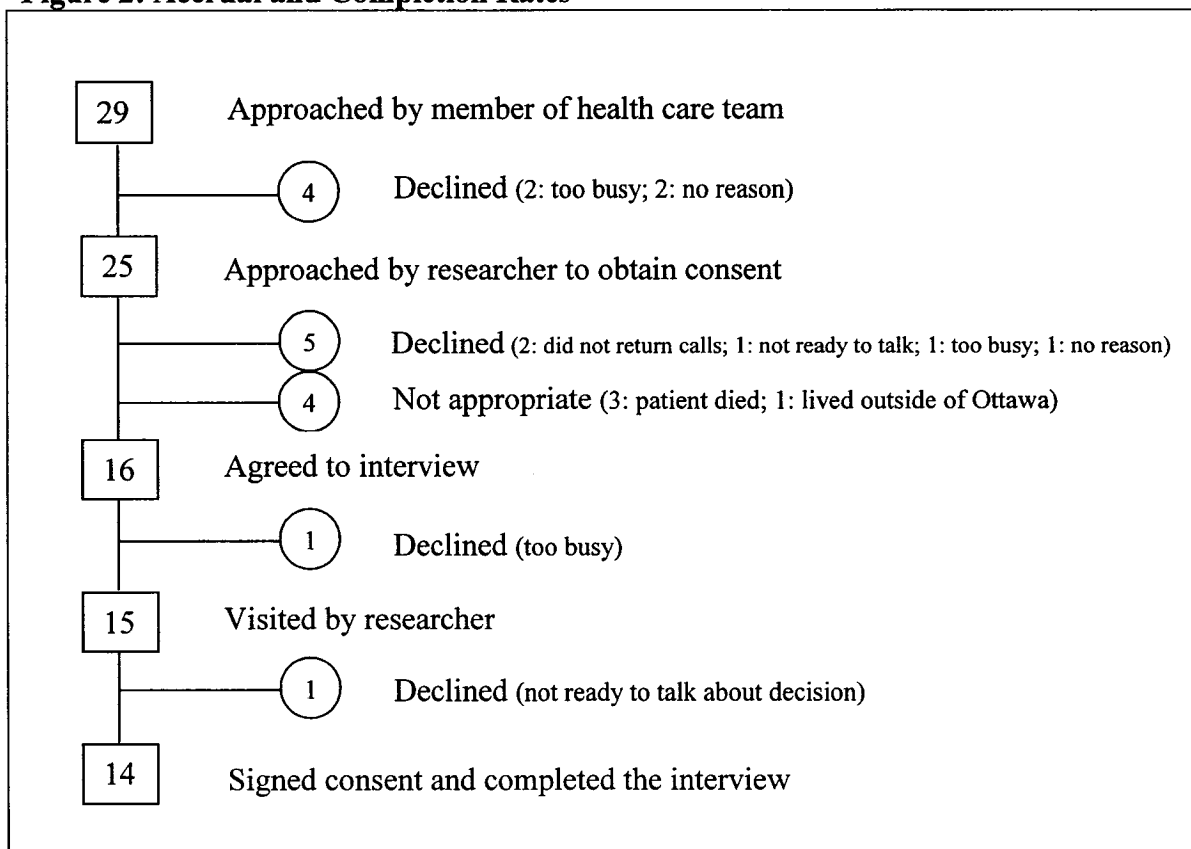 Figure 2: Accrual and Completion Rates
29 Approached by member of health care team
4 Declined (2: too busy; 2: no reason)
25 Approached by researcher to obtain consent
5 Declined (2: did not return calls; 1: not ready to talk; 1: too busy; 1: no reason)
4 Not appropriate (3: patient died; 1: lived outside of Ottawa)
16 Agreed to interview
1 Declined (too busy)
15 Visited by researcher
1 Declined (not ready to talk about decision)
14 Signed consent and completed the interview